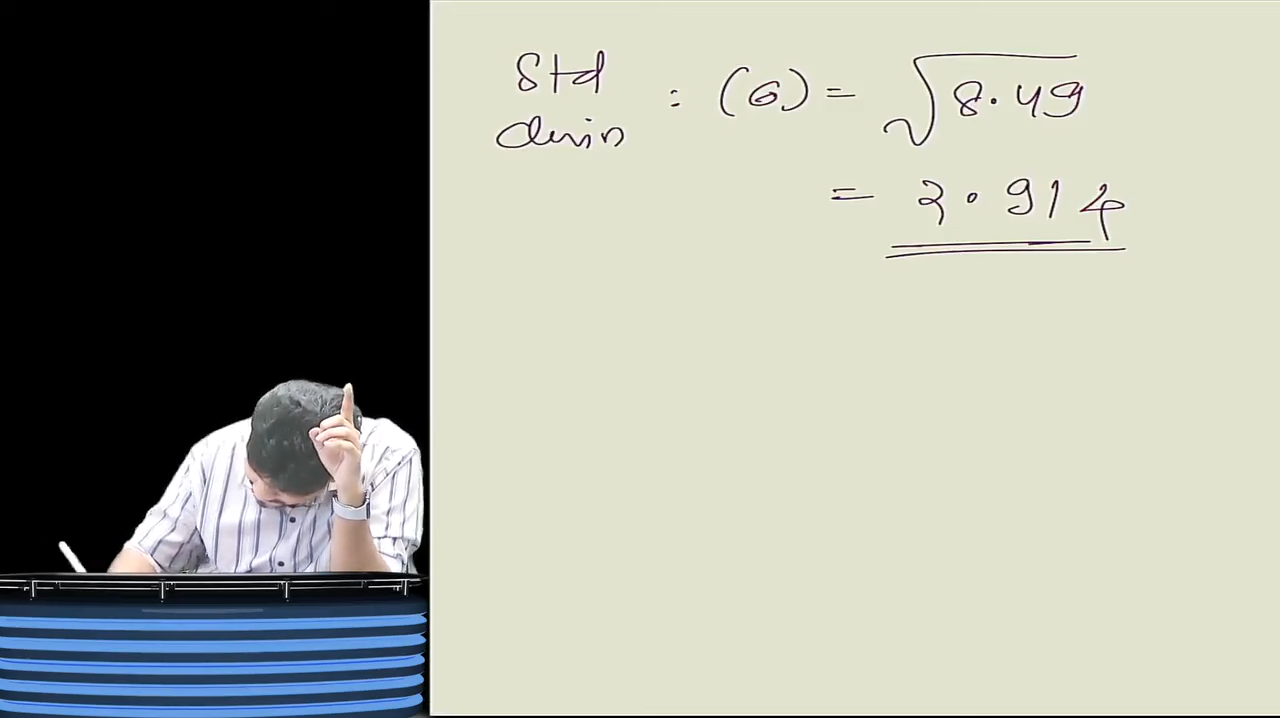 Std : (σ) = √8.49
devin
= 2.914